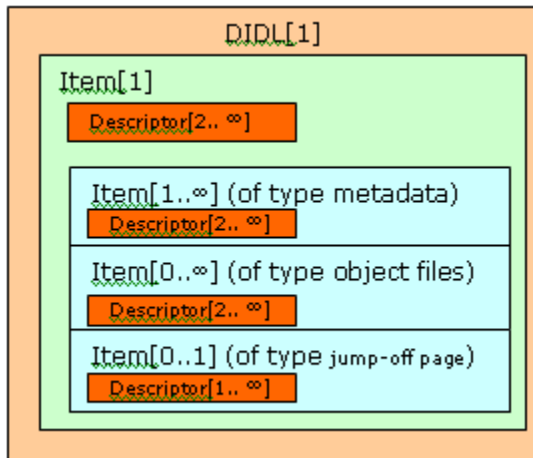 DIDL[1]
Item[1]
Descriptor[2.. ∞]
Item[1..∞] (of type metadata)
Descriptor[2.. ∞]
Item[0..∞] (of type object files)
Descriptor[2.. ∞]
Item[0..1] (of type jump-off page)
Descriptor[1.. ∞]